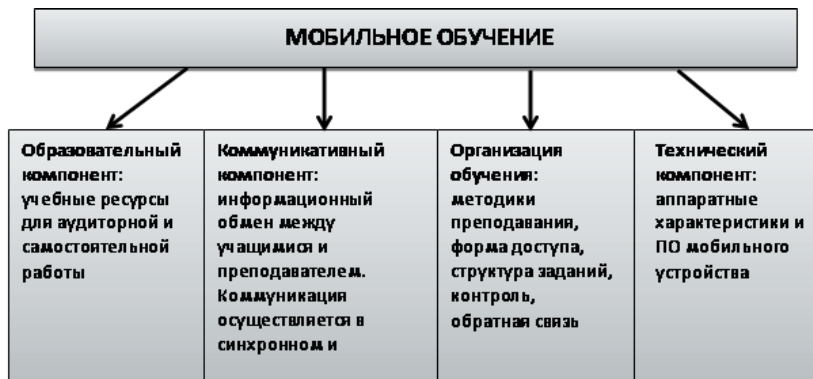 МОБИЛЬНОЕ ОБУЧЕНИЕ
Образовательный
компонент:
учебные ресурсы
для аудиторной и
самостоятельной
работы
Коммуникативный
компонент:
информационный
обмен между
учащимися и
преподавателем.
Коммуникация
осуществляется в
синхронном и
Организация
обучения:
методики
преподавания,
форма доступа,
структура заданий,
контроль,
обратная связь
Технический
компонент:
аппаратные
характеристики и
ПО мобильного
устройства